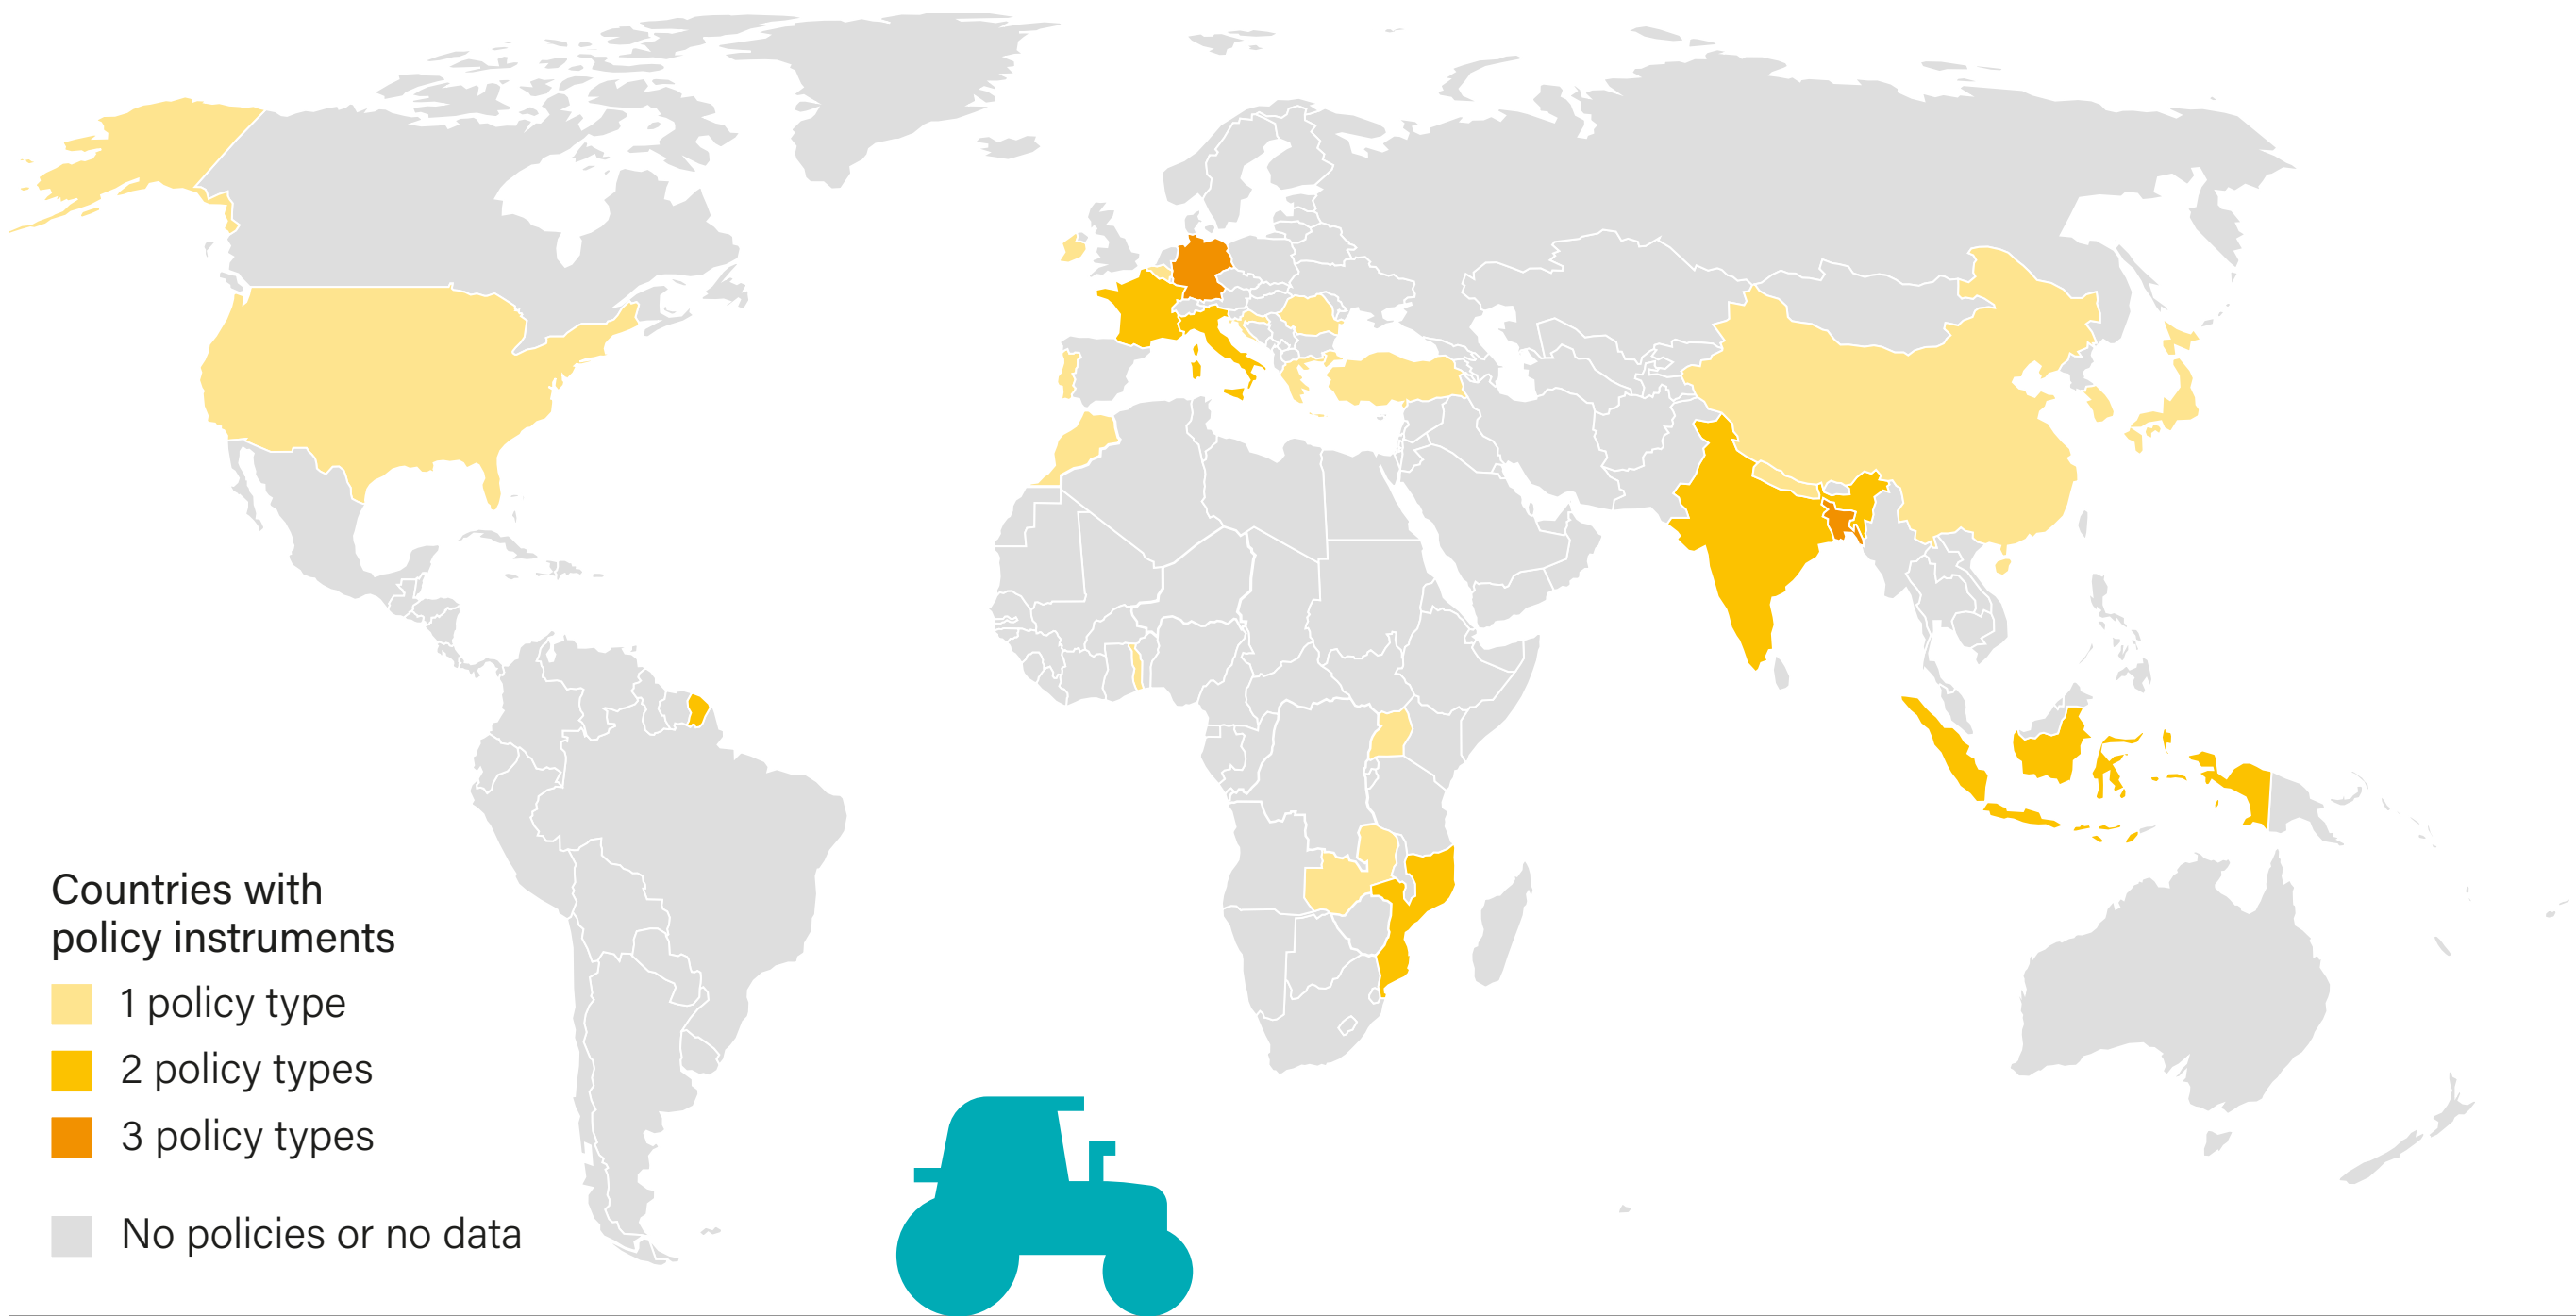 Countries with
policy instruments
1 policy type
2 policy types
3 policy types
No policies or no data